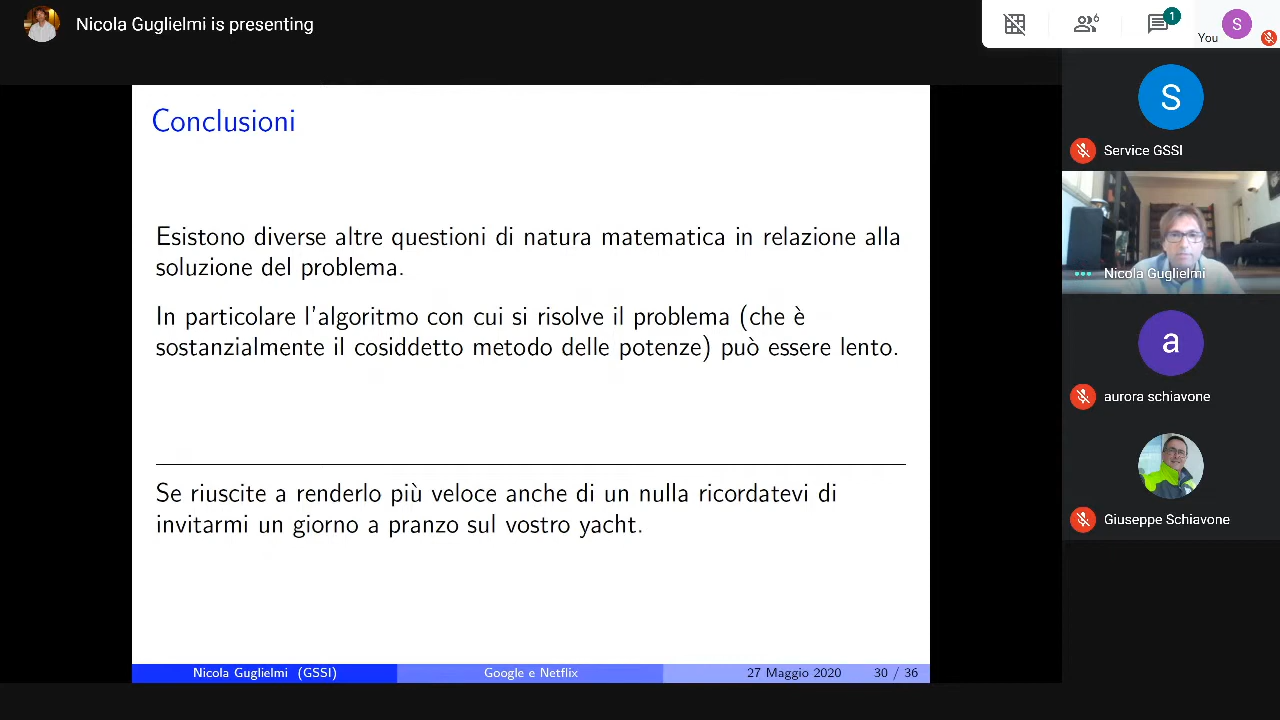 Nicola Guglielmi is presenting
6
1
You
S
S
Service GSSI
Nicola Guglielmi
a
aurora schiavone
Giuseppe Schiavone
Conclusioni
Esistono diverse altre questioni di natura matematica in relazione alla
soluzione del problema.
In particolare l'algoritmo con cui si risolve il problema (che è
sostanzialmente il cosiddetto metodo delle potenze) può essere lento.
Se riuscite a renderlo più veloce anche di un nulla ricordatevi di
invitarmi un giorno a pranzo sul vostro yacht.
Nicola Guglielmi (GSSI)
Google e Netflix
27 Maggio 2020
30 / 36